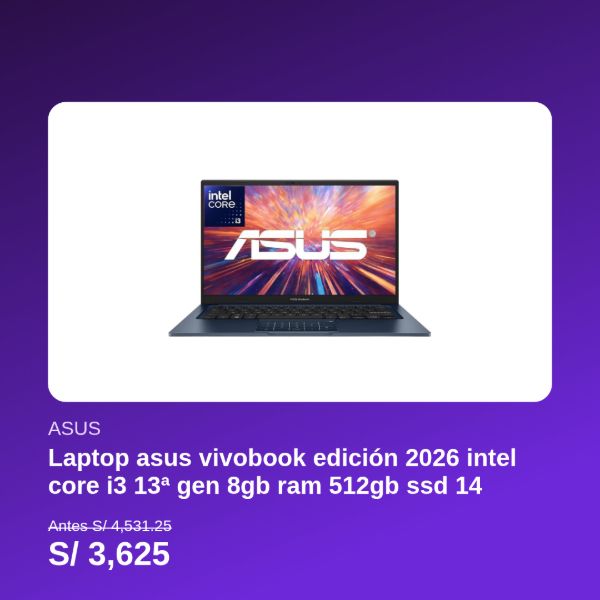 intel
CORE
i3
ASUS
ASUS
Laptop asus vivobook edición 2026 intel
core i3 13ª gen 8gb ram 512gb ssd 14
Antes S/ 4,531.25
S/ 3,625